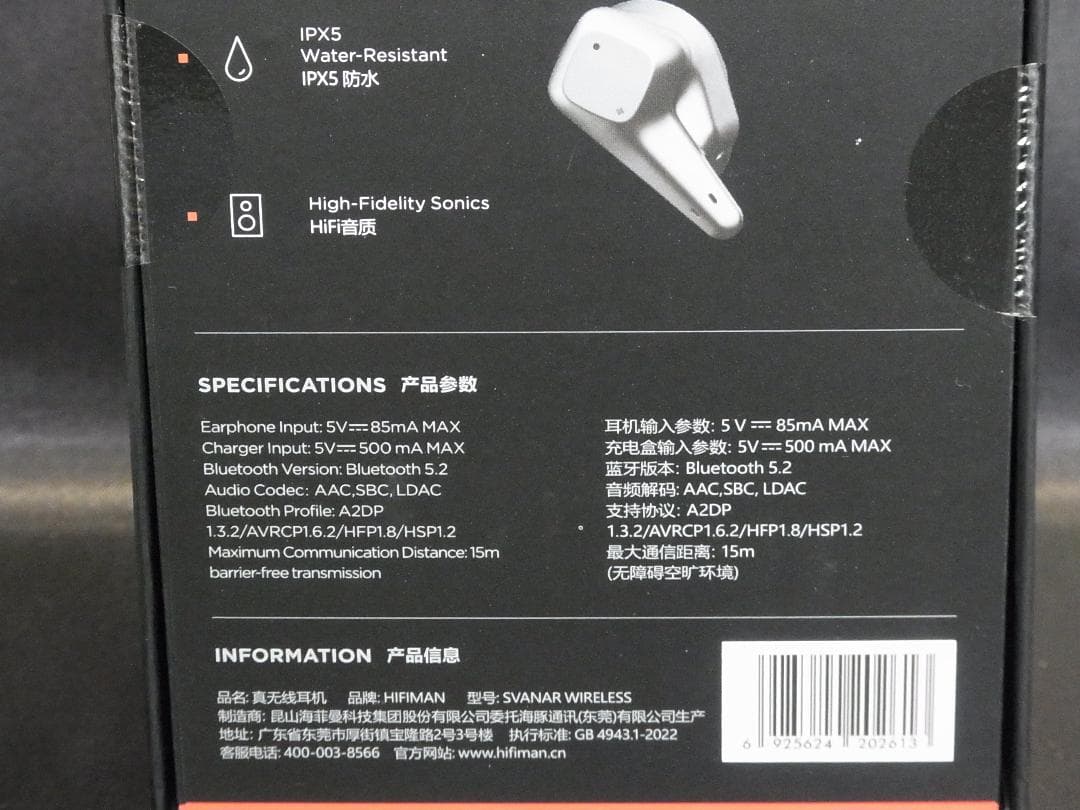 IPX5
Water-Resistant
IPX5 防水
High-Fidelity Sonics
HiFi音质
SPECIFICATIONS 产品参数
Earphone Input: 5V⎓85mA MAX
Charger Input: 5V⎓500 mA MAX
Bluetooth Version: Bluetooth 5.2
Audio Codec: AAC,SBC, LDAC
Bluetooth Profile: A2DP
1.3.2/AVRCP1.6.2/HFP1.8/HSP1.2
Maximum Communication Distance: 15m
barrier-free transmission
耳机输入参数: 5 V ⎓ 85mA MAX
充电盒输入参数: 5V⎓500 mA MAX
蓝牙版本: Bluetooth 5.2
音频解码: AAC,SBC, LDAC
支持协议: A2DP
1.3.2/AVRCP1.6.2/HFP1.8/HSP1.2
最大通信距离: 15m
(无障碍空旷环境)
INFORMATION 产品信息
品名: 真无线耳机 品牌: HIFIMAN 型号: SVANAR WIRELESS
制造商: 昆山海菲曼科技集团股份有限公司委托海豚通讯(东莞)有限公司生产
地址: 广东省东莞市厚街镇宝隆路2号3号楼 执行标准: GB 4943.1-2022
客服电话: 400-003-8566 官方网站: www.hifiman.cn
6 925624 202613